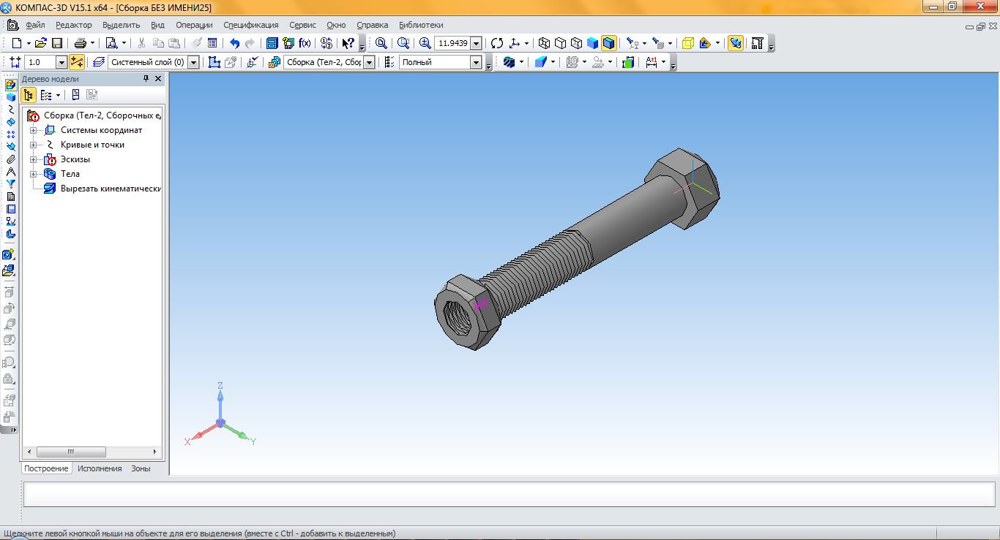 КОМПАС-3D V15.1 x64 - [Сборка БЕЗ ИМЕНИ25]
Файл Редактор Выделить Вид Операции Спецификация Сервис Окно Справка Библиотеки
11.9439
1.0 Системный слой (0) Сборка (Тел-2, Сбор Полный
Дерево модели
Сборка (Тел-2, Сборочных е
Системы координат
Кривые и точки
Эскизы
Тела
Вырезать кинематически
Z
X
Y
Построение Исполнения Зоны
Щелкните левой кнопкой мыши на объекте для его выделения (вместе с Ctrl - добавить к выделенным)